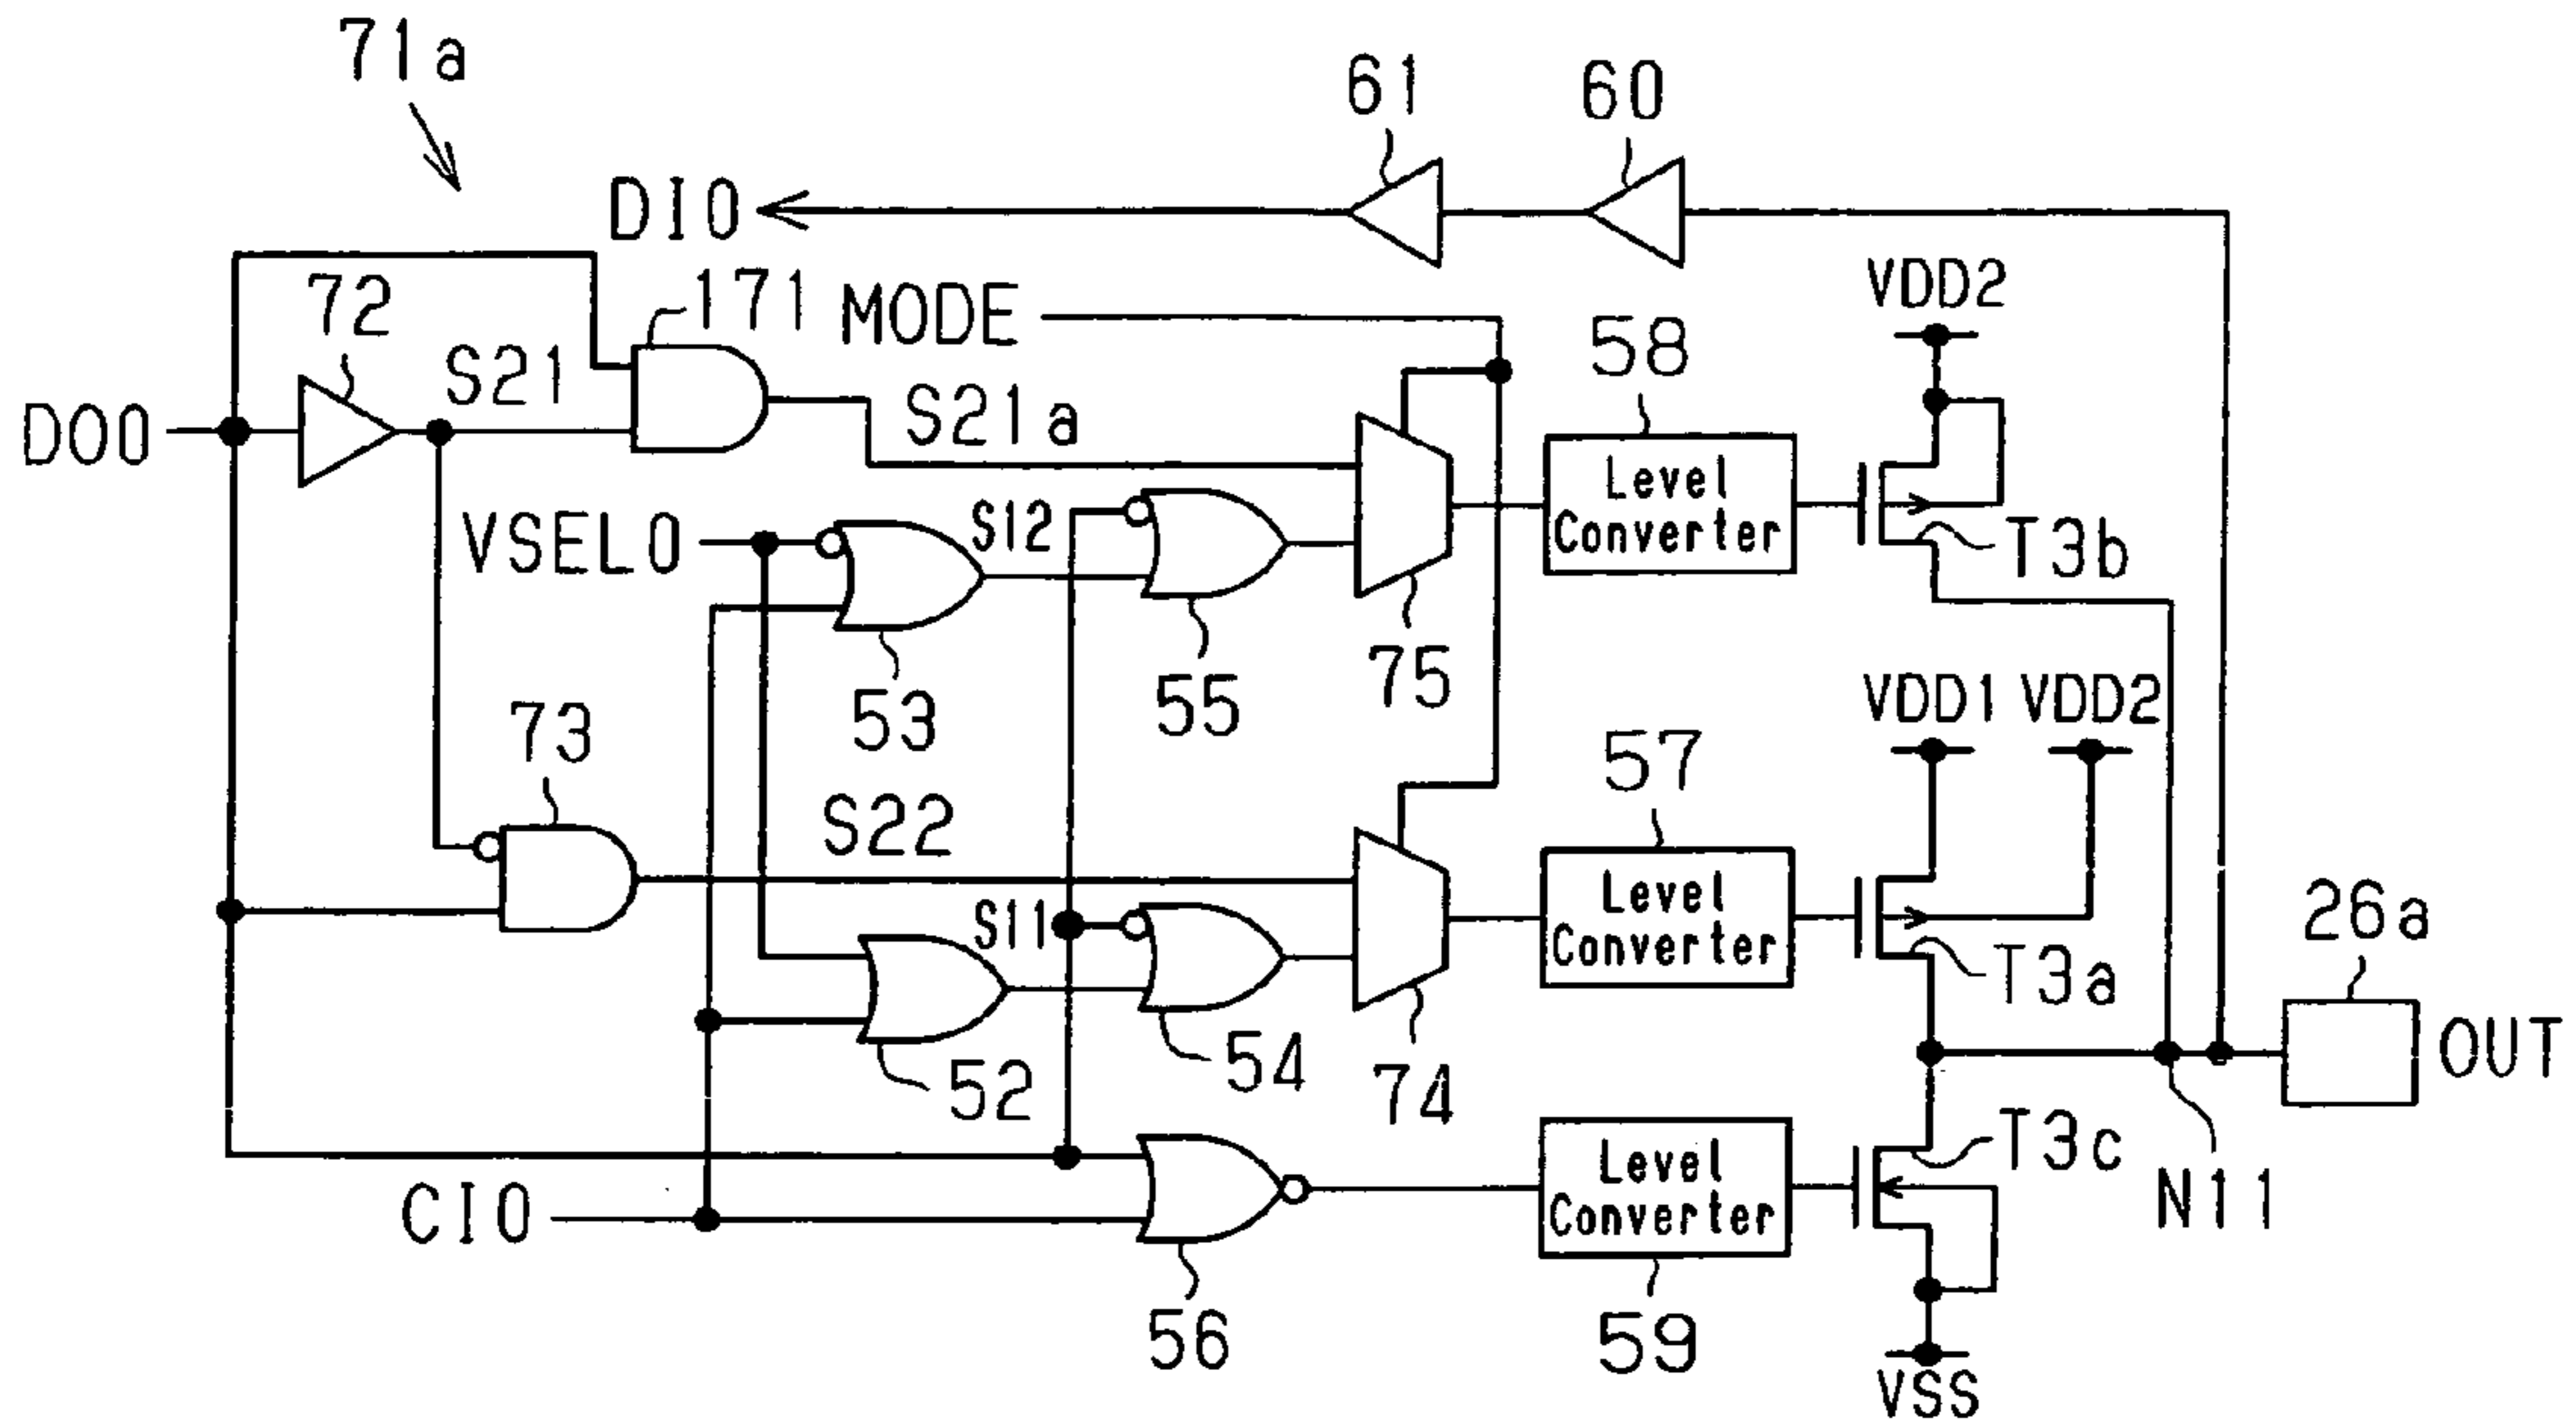 71a
61
60
DI0
VDD2
72
171
MODE
58
S21
S21a
DO0
Level
Converter
VSEL0
S12
T3b
53
55
75
73
VDD1
VDD2
57
S22
Level
Converter
26a
S11
T3a
52
54
74
OUT
Level
Converter
T3c
CI0
N11
56
59
VSS